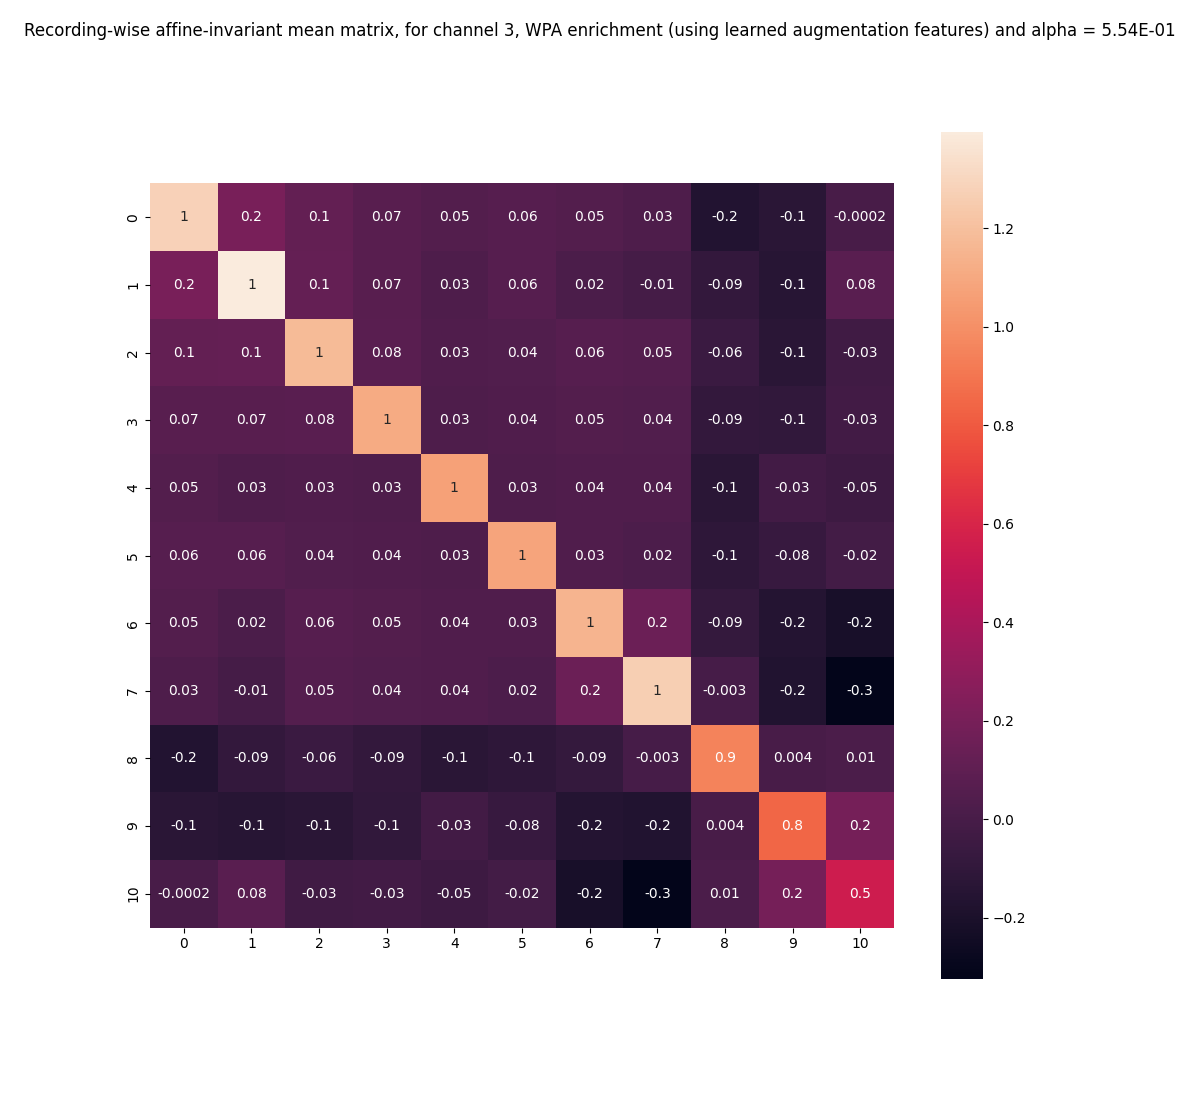 Recording-wise affine-invariant mean matrix, for channel 3, WPA enrichment (using learned augmentation features) and alpha = 5.54E-01
0 1 0.2 0.1 0.07 0.05 0.06 0.05 0.03 -0.2 -0.1 -0.0002
1 0.2 1 0.1 0.07 0.03 0.06 0.02 -0.01 -0.09 -0.1 0.08
2 0.1 0.1 1 0.08 0.03 0.04 0.06 0.05 -0.06 -0.1 -0.03
3 0.07 0.07 0.08 1 0.03 0.04 0.05 0.04 -0.09 -0.1 -0.03
4 0.05 0.03 0.03 0.03 1 0.03 0.04 0.04 -0.1 -0.03 -0.05
5 0.06 0.06 0.04 0.04 0.03 1 0.03 0.02 -0.1 -0.08 -0.02
6 0.05 0.02 0.06 0.05 0.04 0.03 1 0.2 -0.09 -0.2 -0.2
7 0.03 -0.01 0.05 0.04 0.04 0.02 0.2 1 -0.003 -0.2 -0.3
8 -0.2 -0.09 -0.06 -0.09 -0.1 -0.1 -0.09 -0.003 0.9 0.004 0.01
9 -0.1 -0.1 -0.1 -0.1 -0.03 -0.08 -0.2 -0.2 0.004 0.8 0.2
10 -0.0002 0.08 -0.03 -0.03 -0.05 -0.02 -0.2 -0.3 0.01 0.2 0.5
0 1 2 3 4 5 6 7 8 9 10
1.2
1.0
0.8
0.6
0.4
0.2
0.0
−0.2